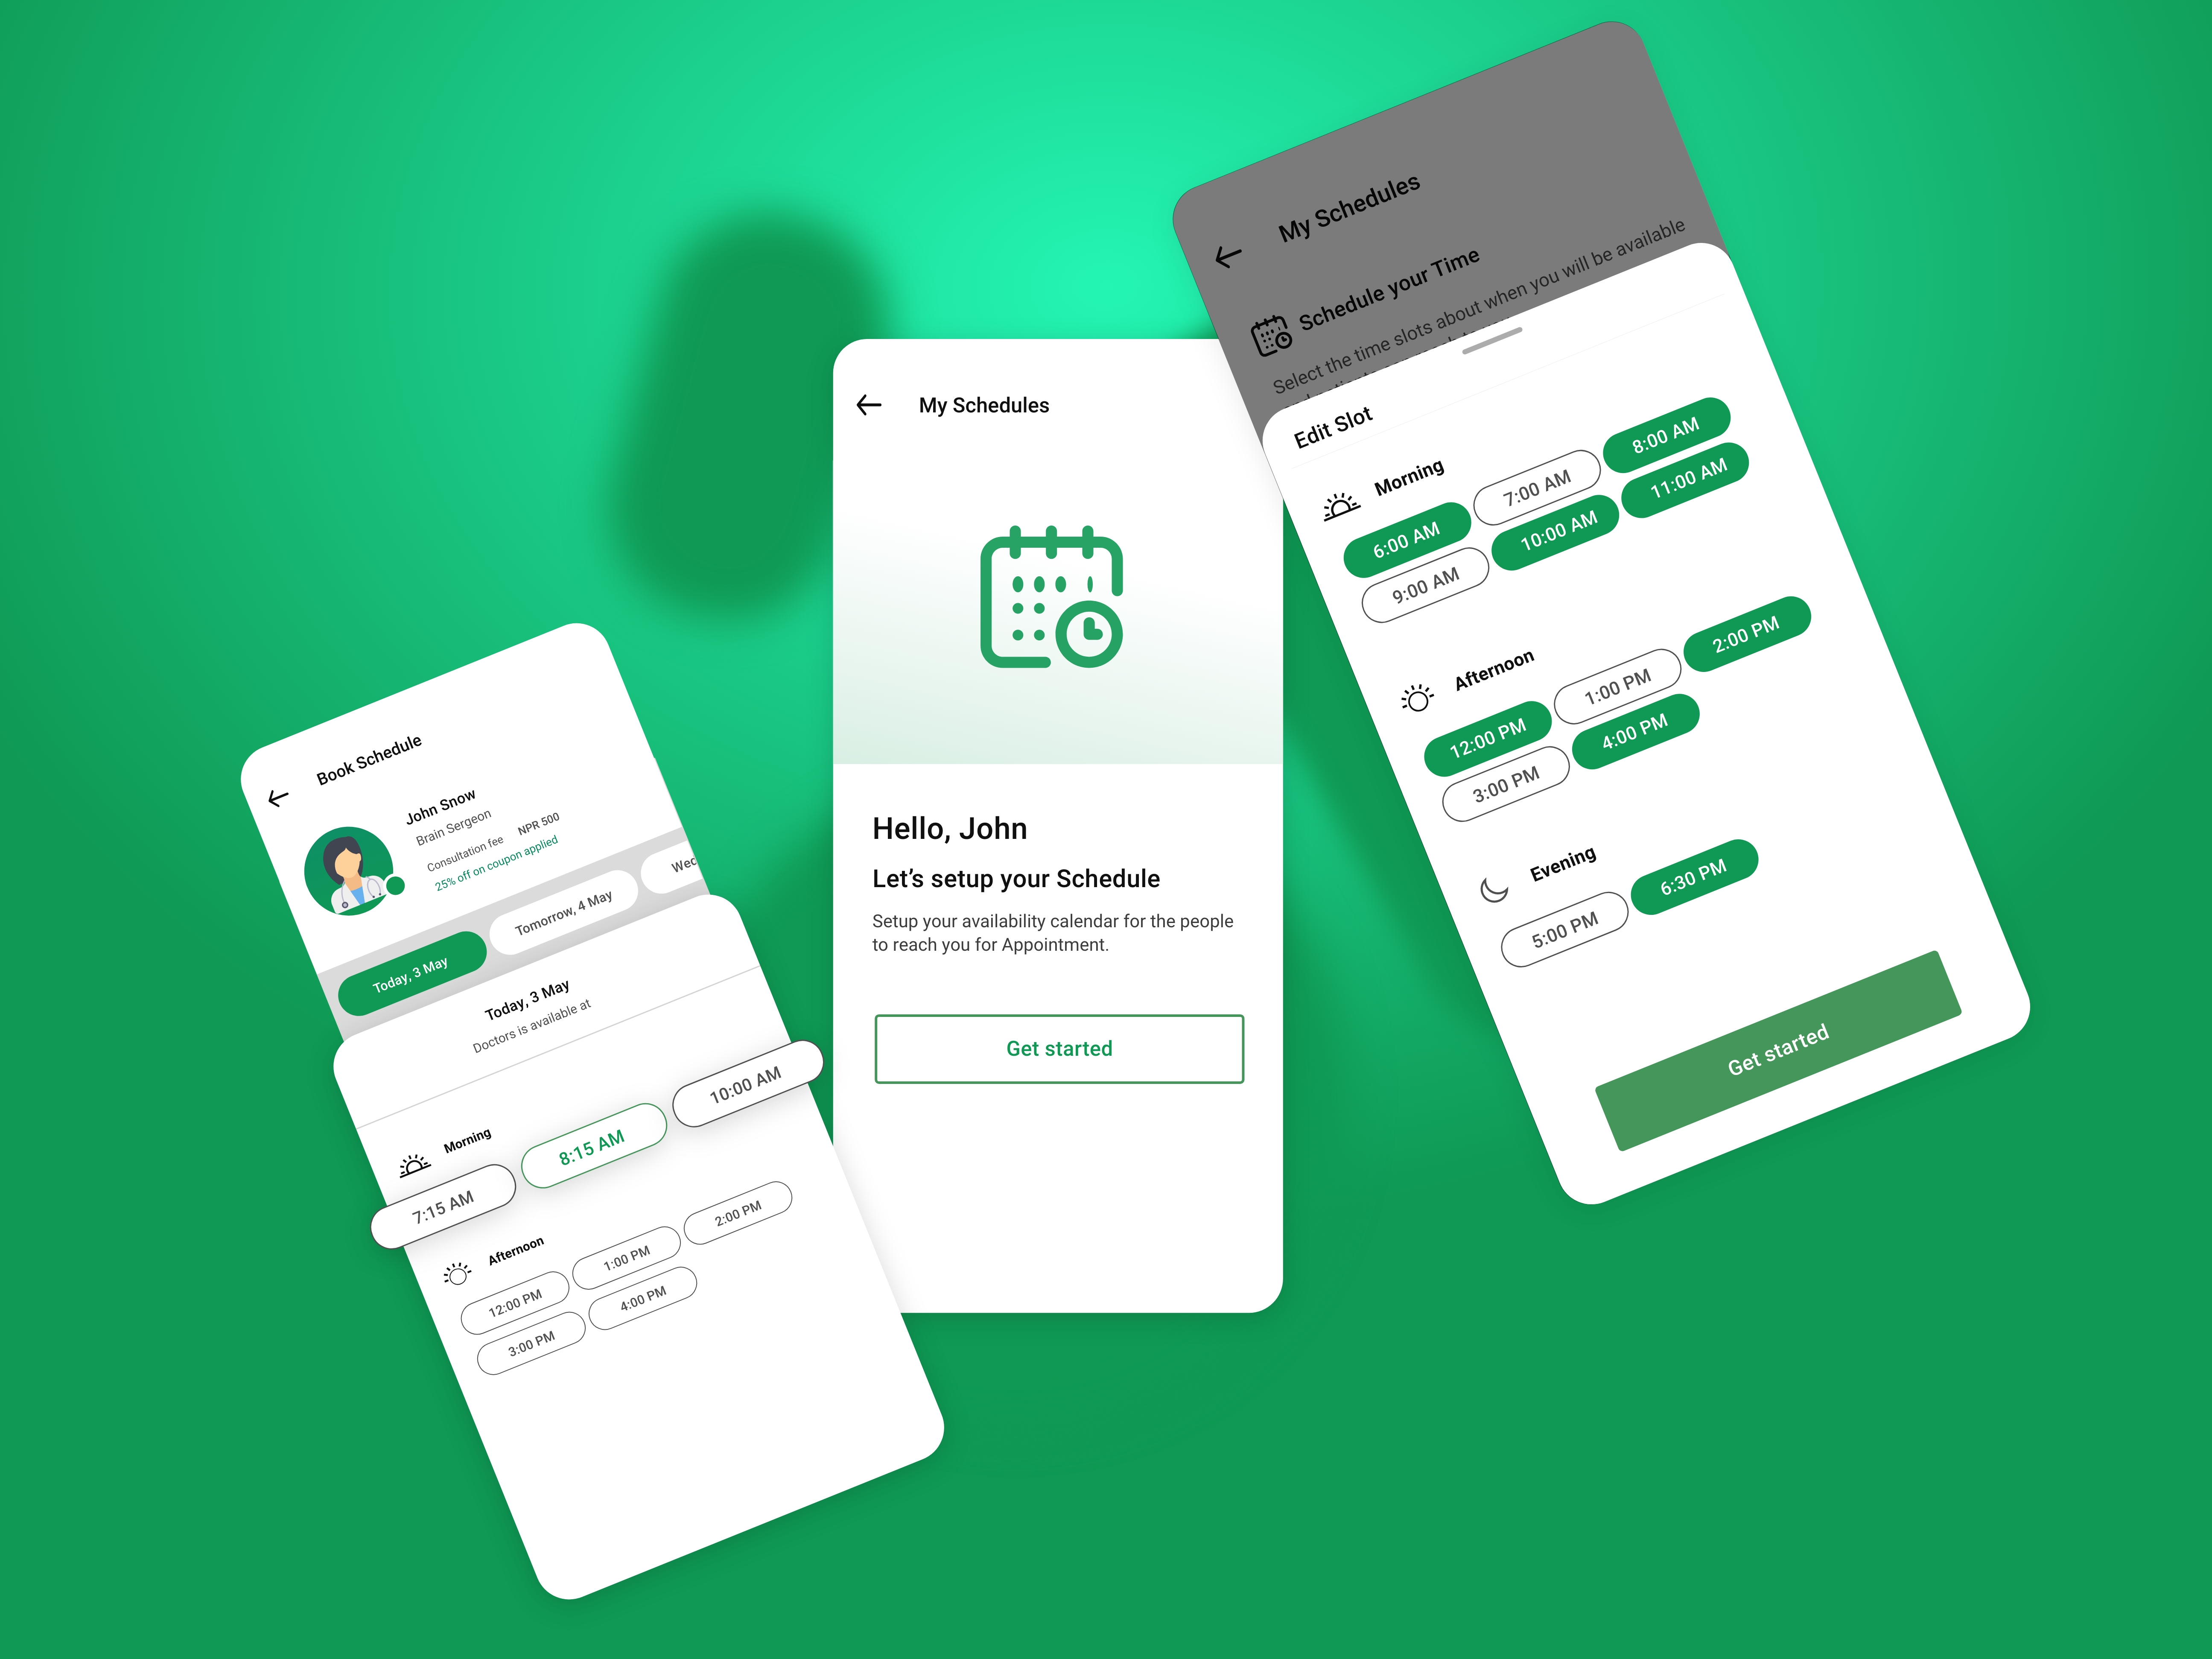 Book Schedule
John Snow
Brain Sergeon
Consultation fee NPR 500
25% off on coupon applied
Today, 3 May
Tomorrow, 4 May
Wed
Today, 3 May
Doctors is available at
Morning
7:15 AM
8:15 AM
10:00 AM
Afternoon
12:00 PM
1:00 PM
2:00 PM
3:00 PM
4:00 PM
My Schedules
Hello, John
Let’s setup your Schedule
Setup your availability calendar for the people
to reach you for Appointment.
Get started
My Schedules
Schedule your Time
Select the time slots about when you will be available
Edit Slot
Morning
6:00 AM
7:00 AM
8:00 AM
9:00 AM
10:00 AM
11:00 AM
Afternoon
12:00 PM
1:00 PM
2:00 PM
3:00 PM
4:00 PM
Evening
5:00 PM
6:30 PM
Get started